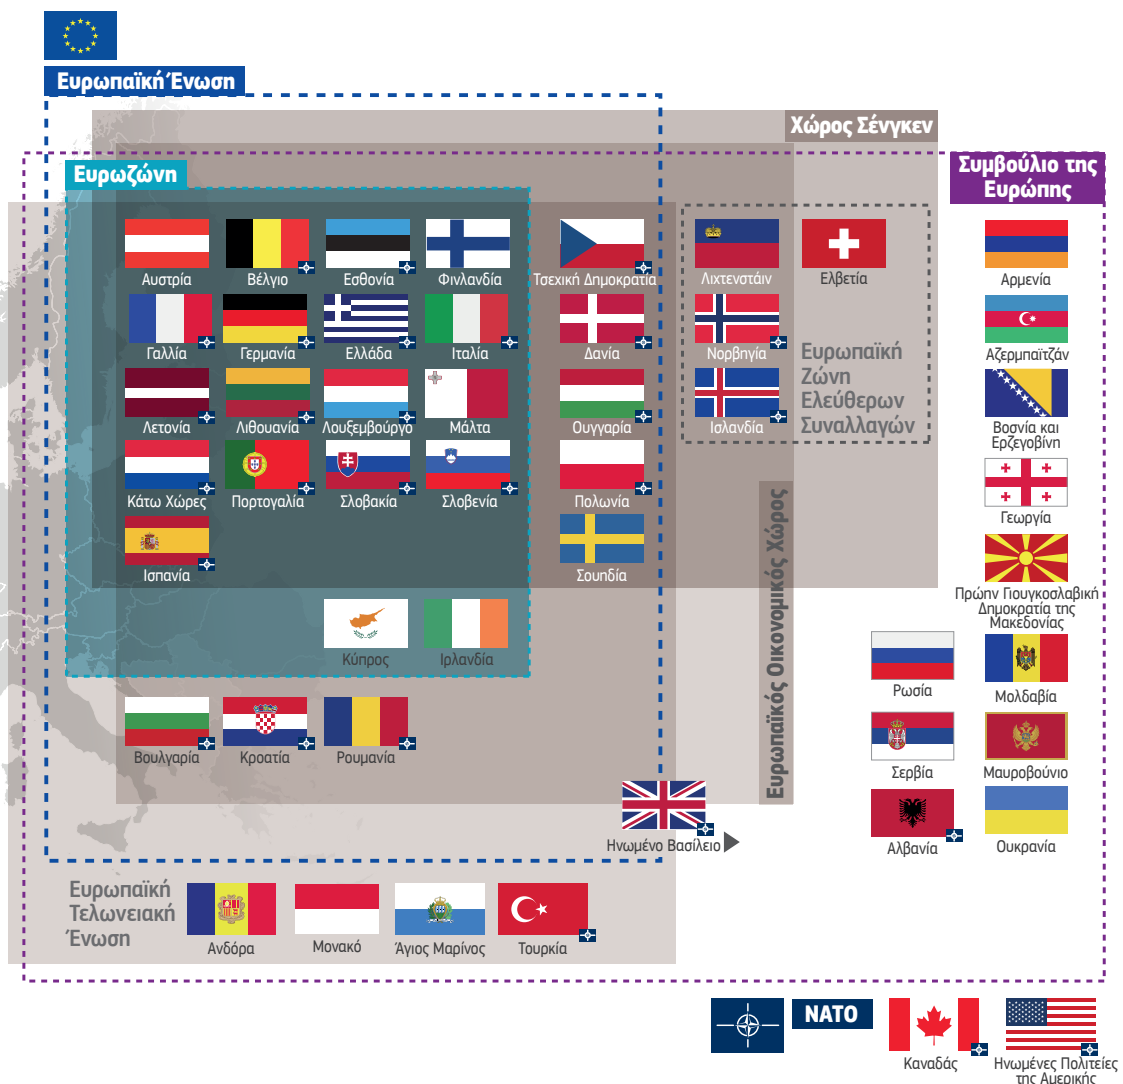 Ευρωπαϊκή Ένωση
Χώρος Σένγκεν
Ευρωζώνη
Συμβούλιο της
Ευρώπης
Αυστρία
Βέλγιο
Εσθονία
Φινλανδία
Τσεχική Δημοκρατία
Λιχτενστάιν
Ελβετία
Αρμενία
Γαλλία
Γερμανία
Ελλάδα
Ιταλία
Δανία
Νορβηγία
Ευρωπαϊκή
Ζώνη
Ελεύθερων
Συναλλαγών
Αζερμπαϊτζάν
Λετονία
Λιθουανία
Λουξεμβούργο
Μάλτα
Ουγγαρία
Ισλανδία
Βοσνία και
Ερζεγοβίνη
Κάτω Χώρες
Πορτογαλία
Σλοβακία
Σλοβενία
Πολωνία
Γεωργία
Ισπανία
Σουηδία
Ευρωπαϊκός Οικονομικός Χώρος
Πρώην Γιουγκοσλαβική
Δημοκρατία της
Μακεδονίας
Κύπρος
Ιρλανδία
Ρωσία
Μολδαβία
Βουλγαρία
Κροατία
Ρουμανία
Σερβία
Μαυροβούνιο
Ηνωμένο Βασίλειο
Αλβανία
Ουκρανία
Ευρωπαϊκή
Τελωνειακή
Ένωση
Ανδόρα
Μονακό
Άγιος Μαρίνος
Τουρκία
NATO
Καναδάς
Ηνωμένες Πολιτείες
της Αμερικής